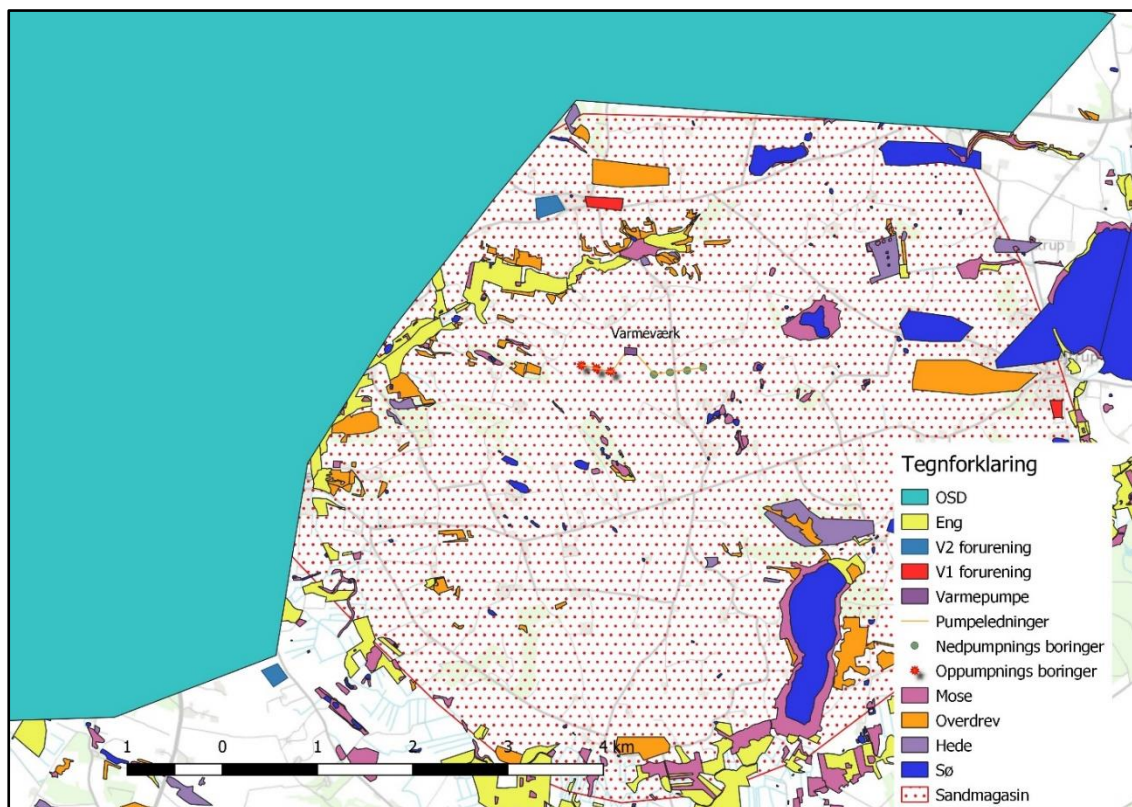 strup
Varmeværk
Tegnforklaring
OSD
Eng
V2 forurening
V1 forurening
Varmepumpe
Pumpeledninger
Nedpumpnings boringer
Oppumpnings boringer
Mose
Overdrev
Hede
Sø
Sandmagasin
1 0 1 2 3 4 km